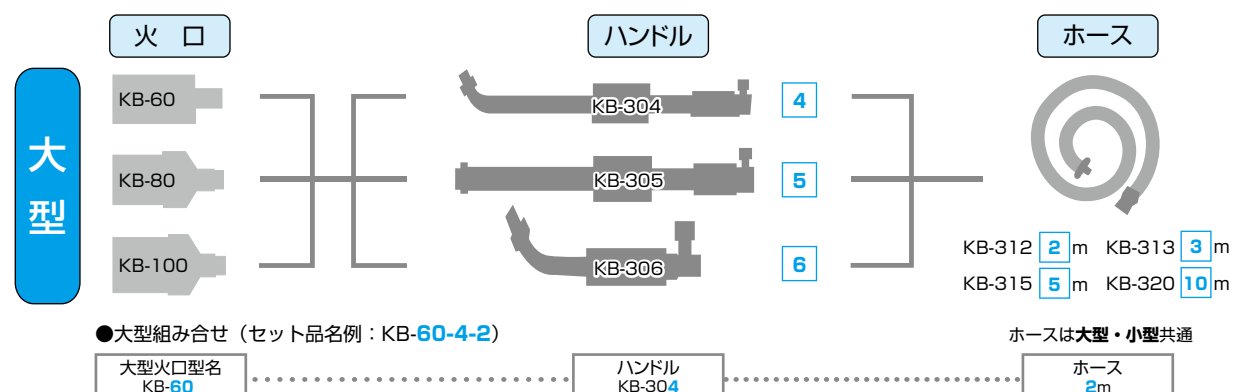 火 口
ハンドル
ホース
大型
KB-60
KB-80
KB-100
KB-304
4
KB-305
5
KB-306
6
KB-312 2 m KB-313 3 m
KB-315 5 m KB-320 10 m
●大型組み合せ（セット品名例：KB-60-4-2）
ホースは大型・小型共通
大型火口型名
KB-60
ハンドル
KB-304
ホース
2m